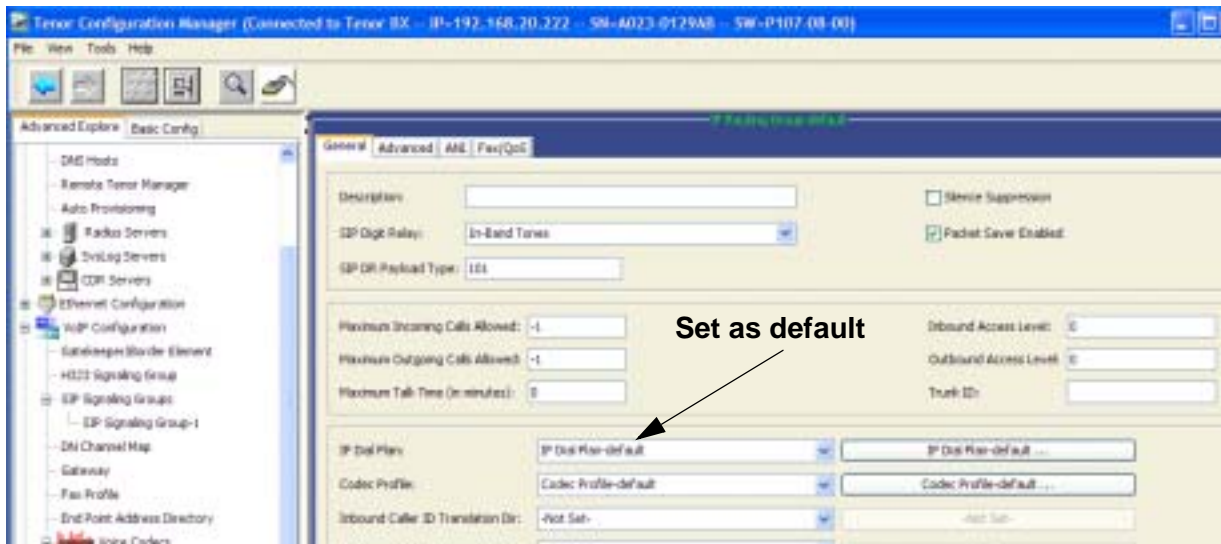 Tenor Configuration Manager (Connected to Tenor BX -- IP-192.168.20.222 -- SN-A023-0129AB -- SW-P107-08-00)
File View Tools Help
Advanced Explore Basic Config
DNS Hosts
Remote Tenor Manager
Auto Provisioning
Radius Servers
SysLog Servers
CDR Servers
Ethernet Configuration
VoIP Configuration
Gatekeeper/Border Element
H323 Signaling Group
SIP Signaling Groups
SIP Signaling Group-1
DN Channel Map
Gateway
Fax Profile
End Point Address Directory
Voice Codecs
IP Routing Group-default
General Advanced ANI Fax/QoS
Description:
Silence Suppression
SIP Digit Relay: In-Band Tones
Packet Saver Enabled
SIP DR Payload Type: 101
Maximum Incoming Calls Allowed: -1
Inbound Access Level: 0
Set as default
Maximum Outgoing Calls Allowed: -1
Outbound Access Level: 0
Maximum Talk Time (in minutes): 0
Trunk ID:
IP Dial Plan: IP Dial Plan-default IP Dial Plan-default ...
Codec Profile: Codec Profile-default Codec Profile-default ...
Inbound Caller ID Translation Dir: -Not Set- -Not Set-